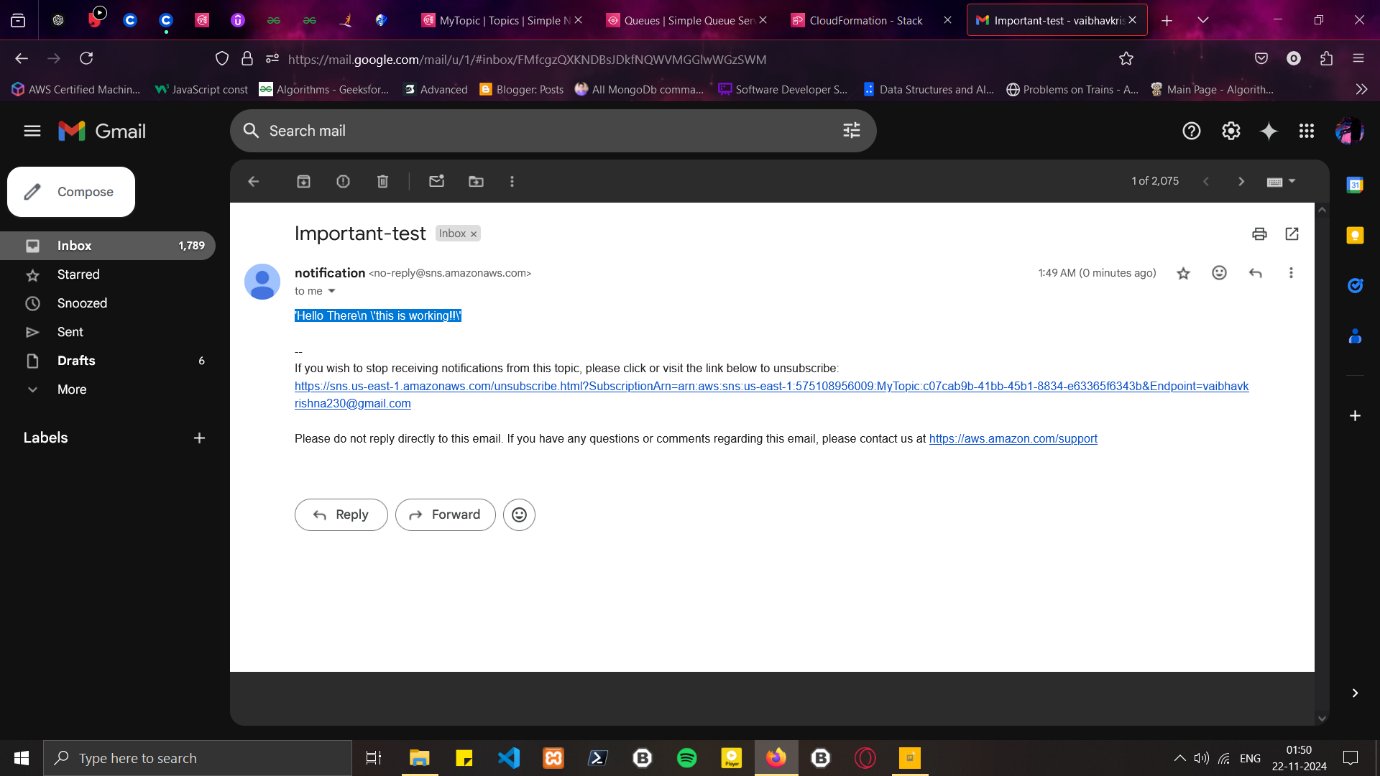 MyTopic | Topics | Simple N
Queues | Simple Queue Serv
CloudFormation - Stack
Important-test - vaibhavkris
https://mail.google.com/mail/u/1/#inbox/FMfcgzQXKNDBsJDkfNQWVMGGlwWGzSWM
AWS Certified Machin...
JavaScript const
Algorithms - Geeksfor...
Advanced
Blogger: Posts
All MongoDb comma...
Software Developer S...
Data Structures and Al...
Problems on Trains - A...
Main Page - Algorith...
Gmail
Search mail
Compose
1 of 2,075
Inbox 1,789
Starred
Snoozed
Sent
Drafts 6
More
Labels
Important-test Inbox x
notification <no-reply@sns.amazonaws.com> 1:49 AM (0 minutes ago)
to me
'Hello There\n \'this is working!!\'
--
If you wish to stop receiving notifications from this topic, please click or visit the link below to unsubscribe:
https://sns.us-east-1.amazonaws.com/unsubscribe.html?SubscriptionArn=arn:aws:sns:us-east-1:575108956009:MyTopic:c07cab9b-41bb-45b1-8834-e63365f6343b&Endpoint=vaibhavk
rishna230@gmail.com
Please do not reply directly to this email. If you have any questions or comments regarding this email, please contact us at https://aws.amazon.com/support
Reply
Forward
Type here to search
ENG
01:50
22-11-2024